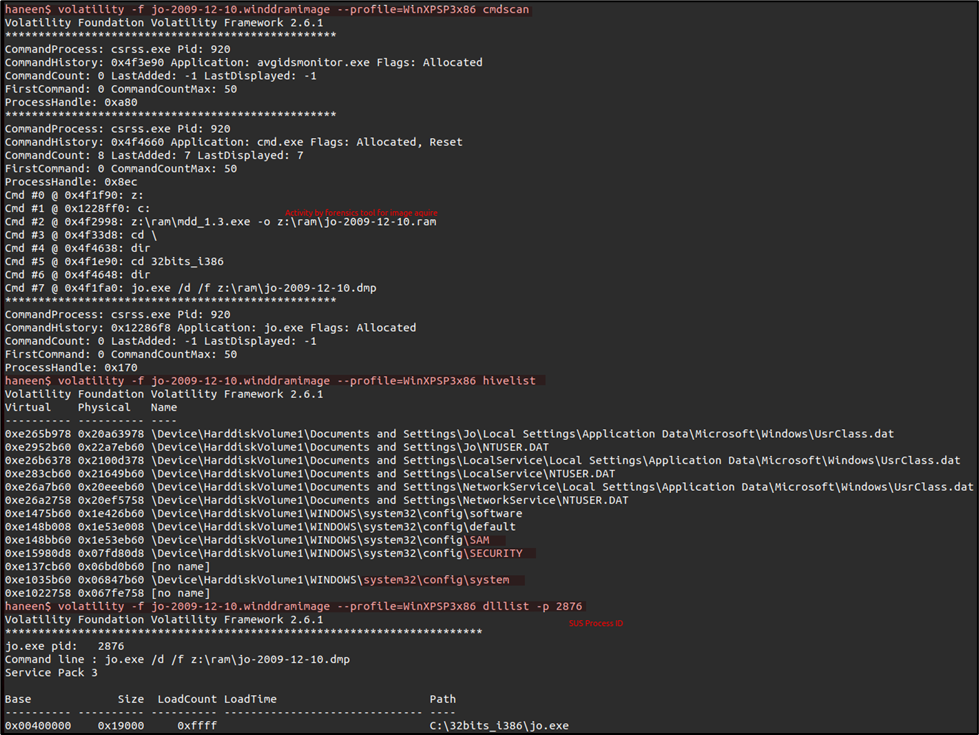 haneen$ volatility -f jo-2009-12-10.winddramimage --profile=WinXPSP3x86 cmdscan
Volatility Foundation Volatility Framework 2.6.1
**************************************************
CommandProcess: csrss.exe Pid: 920
CommandHistory: 0x4f3e90 Application: avgidsmonitor.exe Flags: Allocated
CommandCount: 0 LastAdded: -1 LastDisplayed: -1
FirstCommand: 0 CommandCountMax: 50
ProcessHandle: 0xa80
**************************************************
CommandProcess: csrss.exe Pid: 920
CommandHistory: 0x4f4660 Application: cmd.exe Flags: Allocated, Reset
CommandCount: 8 LastAdded: 7 LastDisplayed: 7
FirstCommand: 0 CommandCountMax: 50
ProcessHandle: 0x8ec
Cmd #0 @ 0x4f1f90: z:
Cmd #1 @ 0x1228ff0: c:
Activity by forensics tool for image aquire
Cmd #2 @ 0x4f2998: z:\ram\mdd_1.3.exe -o z:\ram\jo-2009-12-10.ram
Cmd #3 @ 0x4f33d8: cd \
Cmd #4 @ 0x4f4638: dir
Cmd #5 @ 0x4f1e90: cd 32bits_i386
Cmd #6 @ 0x4f4648: dir
Cmd #7 @ 0x4f1fa0: jo.exe /d /f z:\ram\jo-2009-12-10.dmp
**************************************************
CommandProcess: csrss.exe Pid: 920
CommandHistory: 0x12286f8 Application: jo.exe Flags: Allocated
CommandCount: 0 LastAdded: -1 LastDisplayed: -1
FirstCommand: 0 CommandCountMax: 50
ProcessHandle: 0x170
haneen$ volatility -f jo-2009-12-10.winddramimage --profile=WinXPSP3x86 hivelist
Volatility Foundation Volatility Framework 2.6.1
Virtual    Physical   Name
---------- ---------- ----
0xe265b978 0x20a63978 \Device\HarddiskVolume1\Documents and Settings\Jo\Local Settings\Application Data\Microsoft\Windows\UsrClass.dat
0xe2952b60 0x22a7eb60 \Device\HarddiskVolume1\Documents and Settings\Jo\NTUSER.DAT
0xe26b6378 0x2100d378 \Device\HarddiskVolume1\Documents and Settings\LocalService\Local Settings\Application Data\Microsoft\Windows\UsrClass.dat
0xe283cb60 0x21649b60 \Device\HarddiskVolume1\Documents and Settings\LocalService\NTUSER.DAT
0xe26a7b60 0x20eeeb60 \Device\HarddiskVolume1\Documents and Settings\NetworkService\Local Settings\Application Data\Microsoft\Windows\UsrClass.dat
0xe26a2758 0x20ef5758 \Device\HarddiskVolume1\Documents and Settings\NetworkService\NTUSER.DAT
0xe1475b60 0x1e426b60 \Device\HarddiskVolume1\WINDOWS\system32\config\software
0xe148b008 0x1e53e008 \Device\HarddiskVolume1\WINDOWS\system32\config\default
0xe148bb60 0x1e53eb60 \Device\HarddiskVolume1\WINDOWS\system32\config\SAM
0xe15980d8 0x07fd80d8 \Device\HarddiskVolume1\WINDOWS\system32\config\SECURITY
0xe137cb60 0x06bd0b60 [no name]
0xe1035b60 0x06847b60 \Device\HarddiskVolume1\WINDOWS\system32\config\system
0xe1022758 0x067fe758 [no name]
haneen$ volatility -f jo-2009-12-10.winddramimage --profile=WinXPSP3x86 dlllist -p 2876
Volatility Foundation Volatility Framework 2.6.1
SUS Process ID
************************************************************************
jo.exe pid:   2876
Command line : jo.exe /d /f z:\ram\jo-2009-12-10.dmp
Service Pack 3
Base             Size  LoadCount LoadTime                       Path
---------- ---------- ---------- ------------------------------ ----
0x00400000    0x19000     0xffff                                C:\32bits_i386\jo.exe